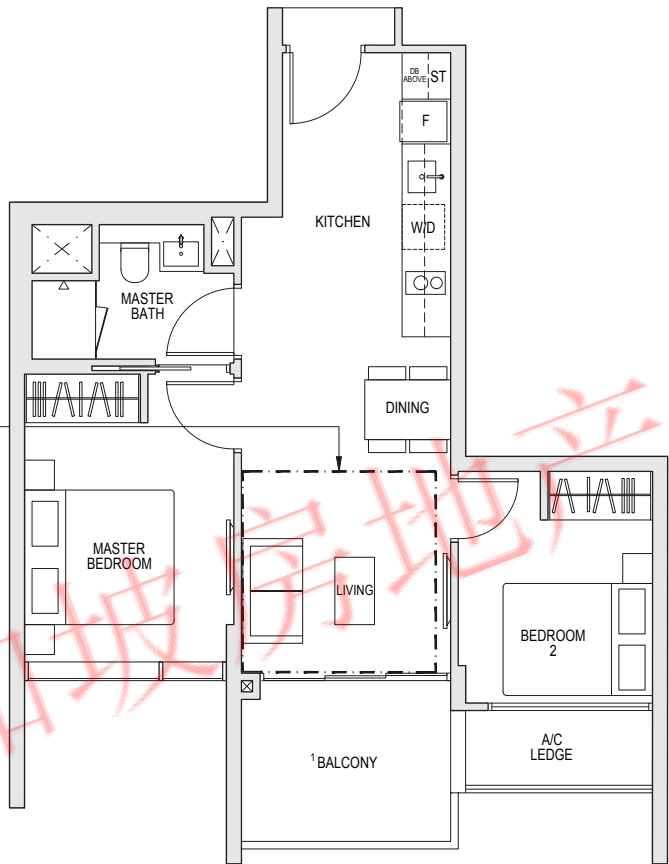 DB
ABOVE
ST
F
KITCHEN
W/D
MASTER
BATH
DINING
MASTER
BEDROOM
LIVING
BEDROOM
2
1 BALCONY
A/C
LEDGE
坡房地产